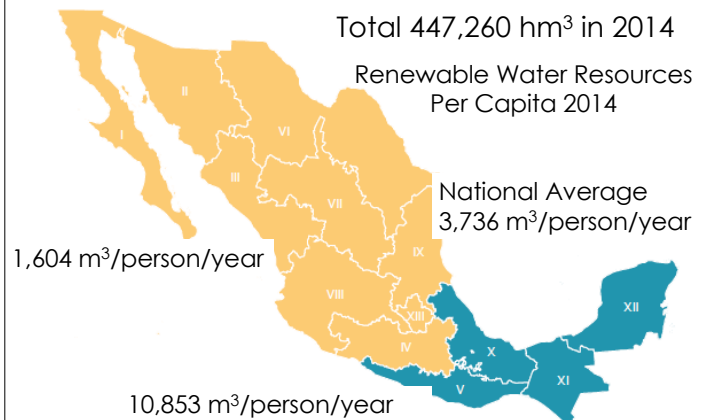 Total 447,260 hm³ in 2014
Renewable Water Resources
Per Capita 2014
II
I
VI
III
VII
National Average
3,736 m³/person/year
IX
1,604 m³/person/year
VIII
XIII
XII
IV
X
V
XI
10,853 m³/person/year